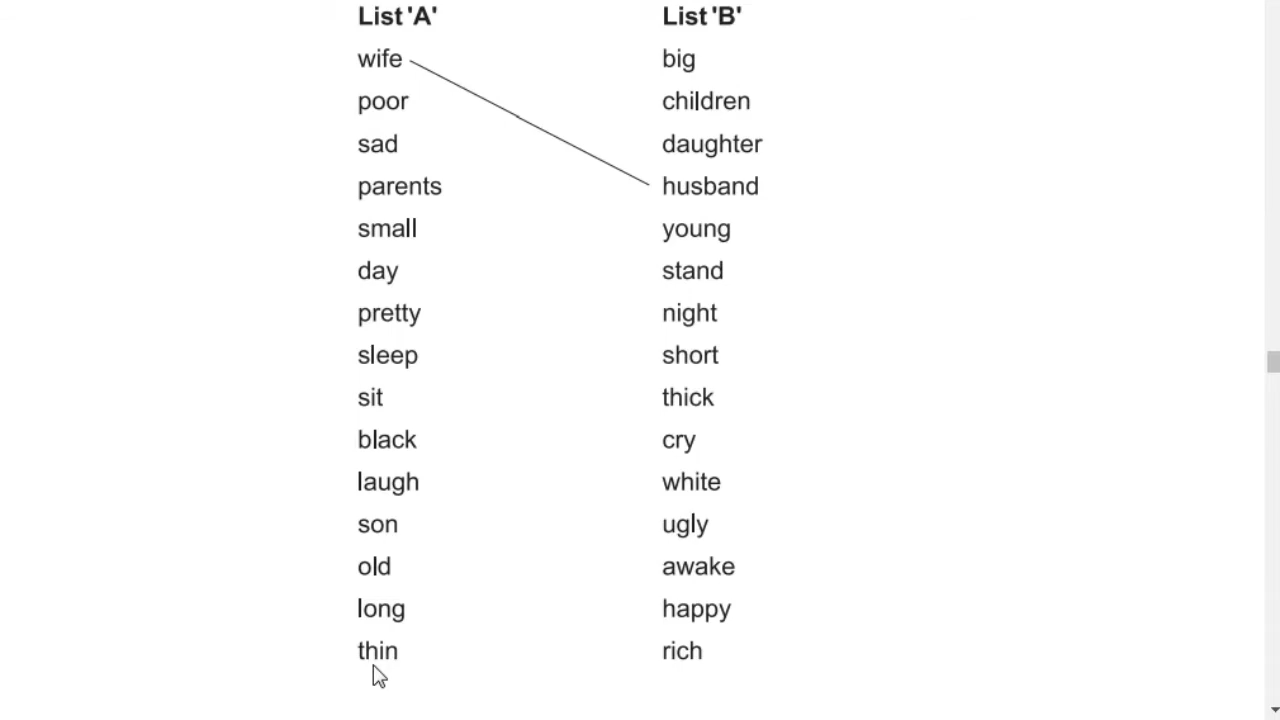 List 'A' List 'B'
wife big
poor children
sad daughter
parents husband
small young
day stand
pretty night
sleep short
sit thick
black cry
laugh white
son ugly
old awake
long happy
thin rich